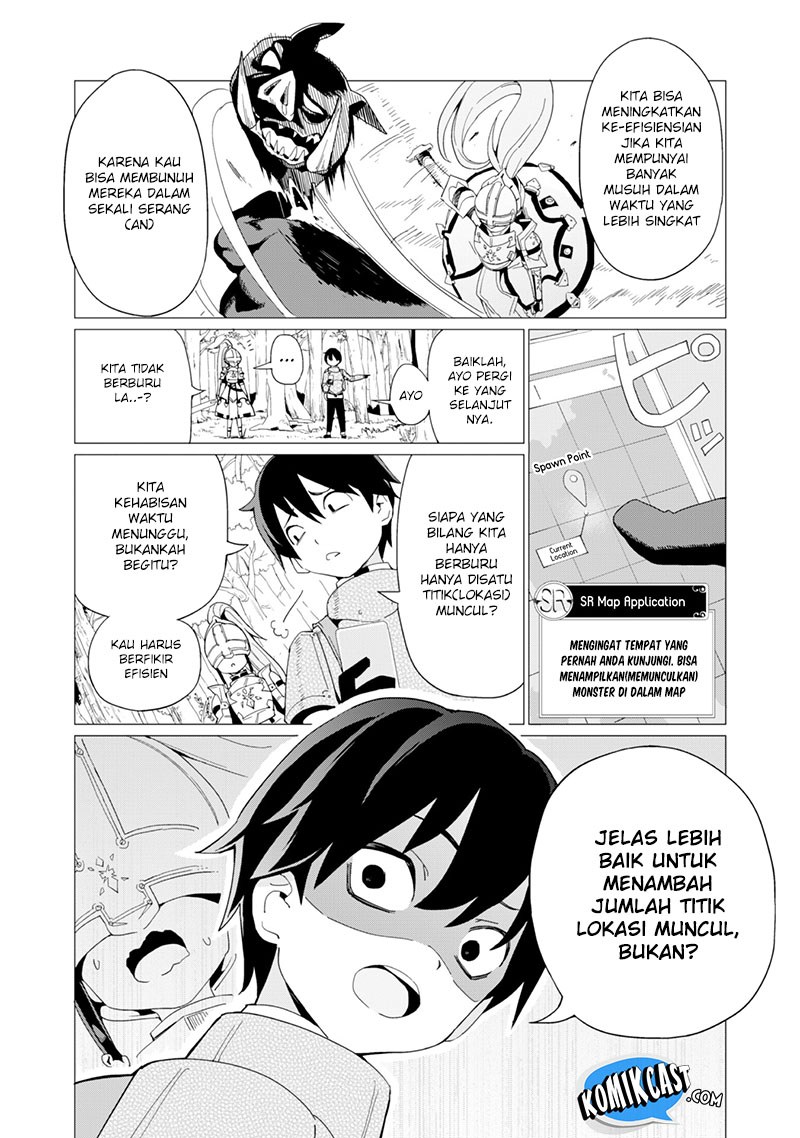 KITA BISA
MENINGKATKAN
KE-EFISIENSIAN
JIKA KITA
MEMPUNYAI
BANYAK
MUSUH DALAM
WAKTU YANG
LEBIH SINGKAT
KARENA KAU
BISA MEMBUNUH
MEREKA DALAM
SEKALI SERANG
(AN)
Spawn Point
Current
Location
SR
SR Map Application
MENGINGAT TEMPAT YANG
PERNAH ANDA KUNJUNGI. BISA
MENAMPILKAN(MEMUNCULKAN)
MONSTER DI DALAM MAP
BAIKLAH,
AYO PERGI
KE YANG
SELANJUT
NYA.
AYO
...
KITA TIDAK
BERBURU
LA..-?
SIAPA YANG
BILANG KITA
HANYA
BERBURU
HANYA DISATU
TITIK(LOKASI)
MUNCUL?
KITA
KEHABISAN
WAKTU
MENUNGGU,
BUKANKAH
BEGITU?
KAU HARUS
BERFIKIR
EFISIEN
JELAS LEBIH
BAIK UNTUK
MENAMBAH
JUMLAH TITIK
LOKASI MUNCUL,
BUKAN?
KOMIKCAST
.COM